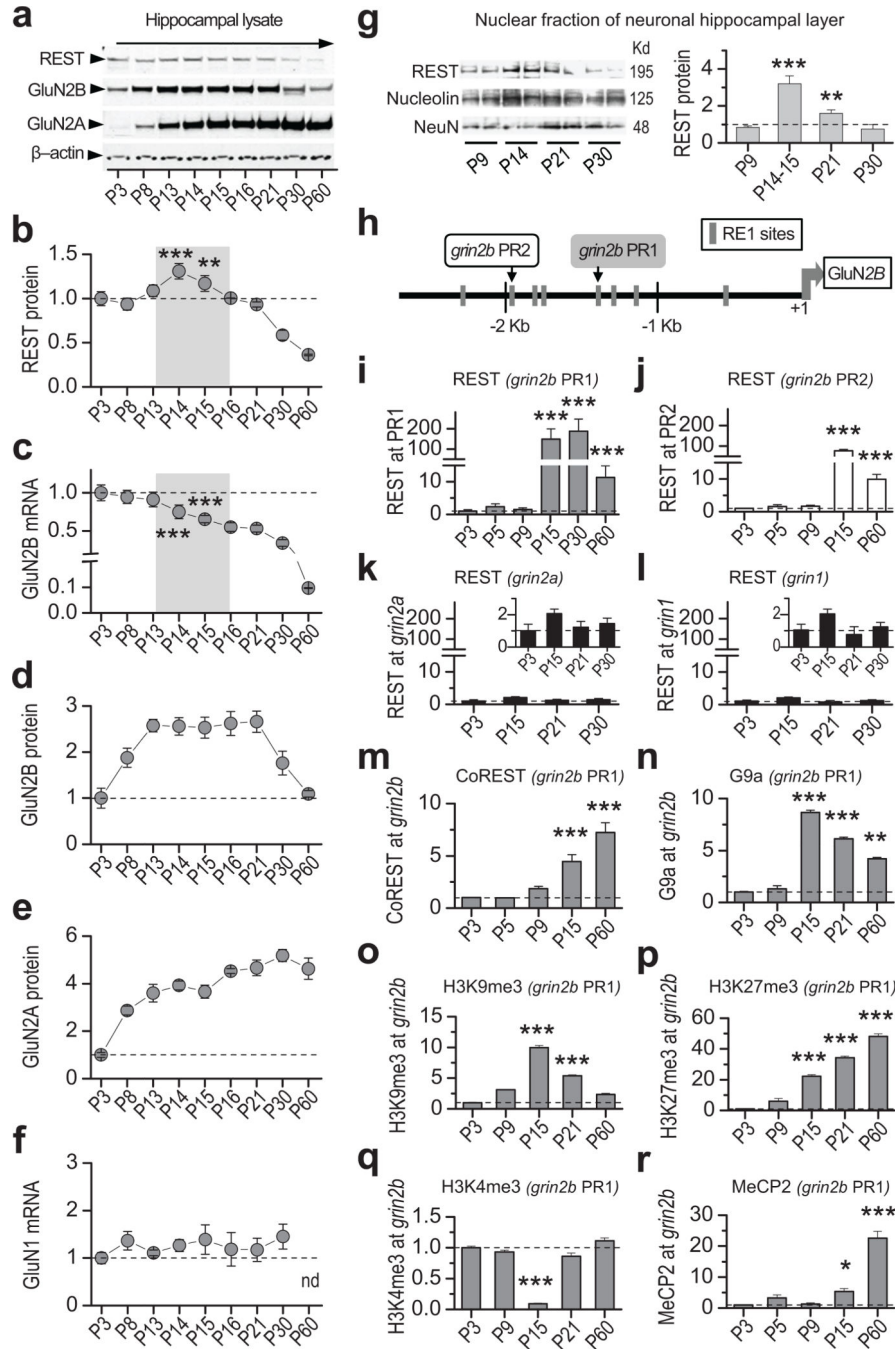 a
Hippocampal lysate
REST
GluN2B
GluN2A
β–actin
P3 P8 P13 P14 P15 P16 P21 P30 P60
b
REST protein
1.5
1.0
0.5
0.0
*** **
P3 P8 P13 P14 P15 P16 P21 P30 P60
c
GluN2B mRNA
1.0
0.5
0.1
0.0
***
***
P3 P8 P13 P14 P15 P16 P21 P30 P60
d
GluN2B protein
3
2
1
P3 P8 P13 P14 P15 P16 P21 P30 P60
e
GluN2A protein
6
4
2
1
P3 P8 P13 P14 P15 P16 P21 P30 P60
f
GluN1 mRNA
3
2
1
0
nd
P3 P8 P13 P14 P15 P16 P21 P30 P60
g
Nuclear fraction of neuronal hippocampal layer
Kd
REST 195
Nucleolin 125
NeuN 48
P9 P14 P21 P30
REST protein
4
2
0
***
**
P9 P14-15 P21 P30
h
RE1 sites
grin2b PR2
grin2b PR1
GluN2B
-2 Kb
-1 Kb
+1
i
REST (grin2b PR1)
REST at PR1
200
100
10
0
*** *** ***
P3 P5 P9 P15 P30 P60
j
REST (grin2b PR2)
REST at PR2
200
100
10
0
*** ***
P3 P5 P9 P15 P60
k
REST (grin2a)
REST at grin2a
200
100
10
0
2
1
0
P3 P15 P21 P30
P3 P15 P21 P30
l
REST (grin1)
REST at grin1
200
100
10
0
2
1
0
P3 P15 P21 P30
P3 P15 P21 P30
m
CoREST (grin2b PR1)
CoREST at grin2b
10
5
0
*** ***
P3 P5 P9 P15 P60
n
G9a (grin2b PR1)
G9a at grin2b
10
5
0
*** *** **
P3 P9 P15 P21 P60
o
H3K9me3 (grin2b PR1)
H3K9me3 at grin2b
15
10
5
0
*** ***
P3 P9 P15 P21 P60
p
H3K27me3 (grin2b PR1)
H3K27me3 at grin2b
60
40
20
0
*** *** ***
P3 P5 P15 P21 P60
q
H3K4me3 (grin2b PR1)
H3K4me3 at grin2b
1.5
1.0
0.5
0.0
***
P3 P9 P15 P21 P60
r
MeCP2 (grin2b PR1)
MeCP2 at grin2b
30
20
10
0
* ***
P3 P5 P9 P15 P60